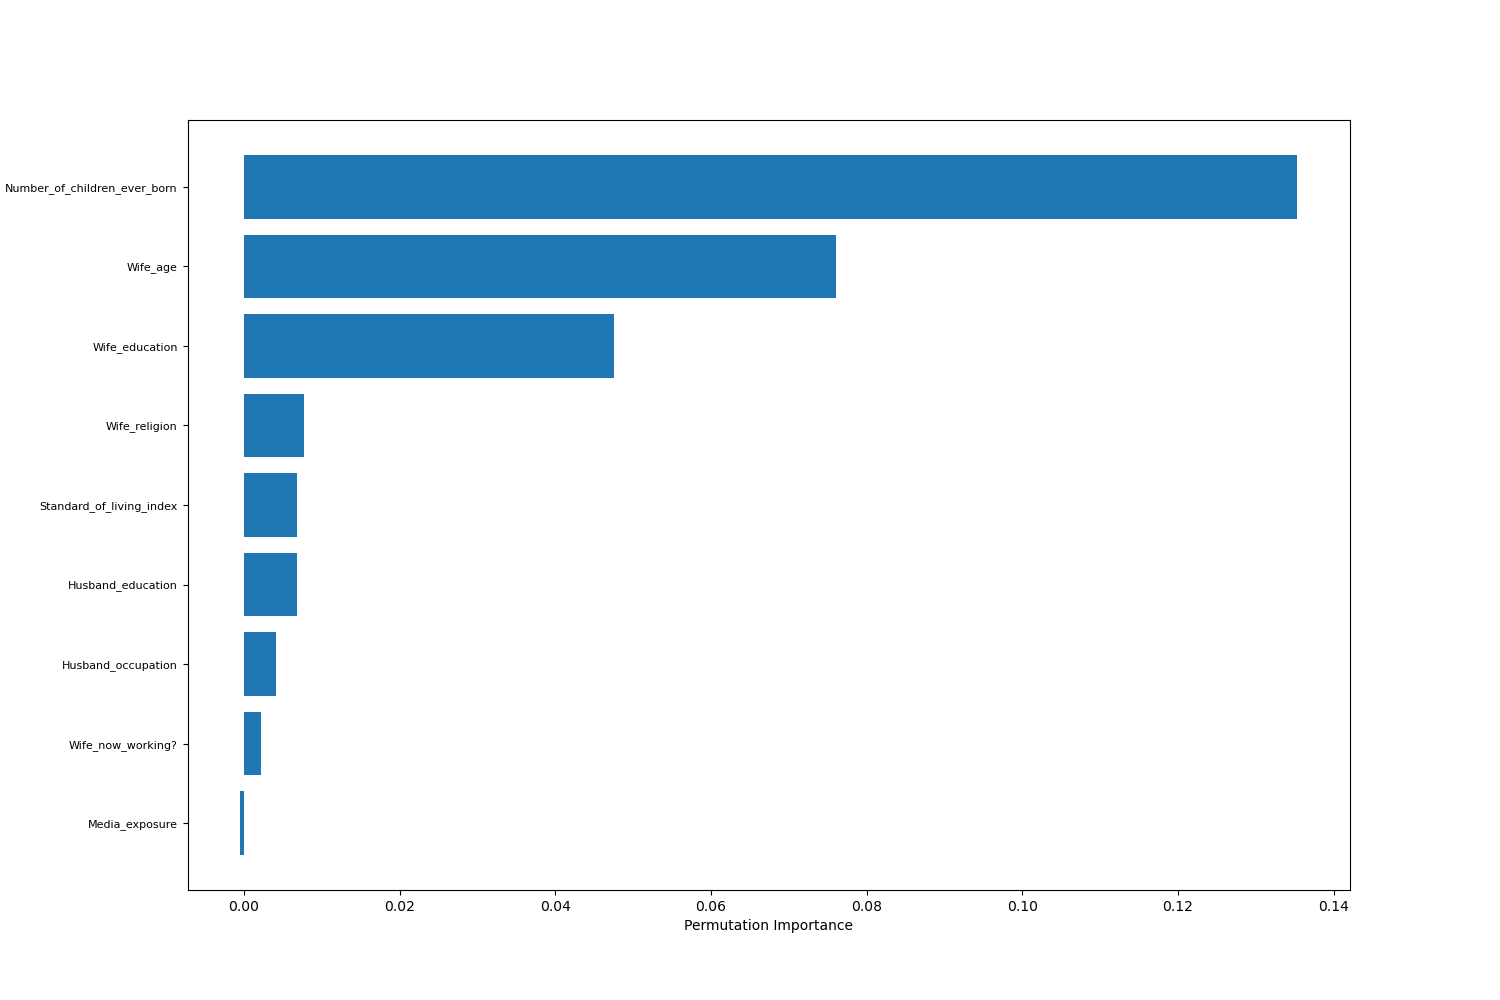 Number_of_children_ever_born
Wife_age
Wife_education
Wife_religion
Standard_of_living_index
Husband_education
Husband_occupation
Wife_now_working?
Media_exposure
0.00 0.02 0.04 0.06 0.08 0.10 0.12 0.14
Permutation Importance